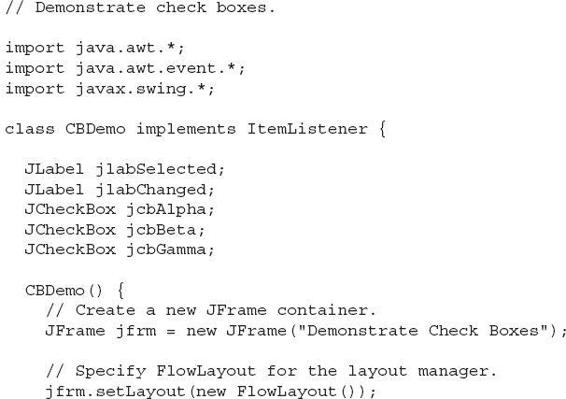 // Demonstrate check boxes.
import java.awt.*;
import java.awt.event.*;
import javax.swing.*;
class CBDemo implements ItemListener {
JLabel jlabSelected;
JLabel jlabChanged;
JCheckBox jcbAlpha;
JCheckBox jcbBeta;
JCheckBox jcbGamma;
CBDemo() {
// Create a new JFrame container.
JFrame jfrm = new JFrame("Demonstrate Check Boxes");
// Specify FlowLayout for the layout manager.
jfrm.setLayout(new FlowLayout());